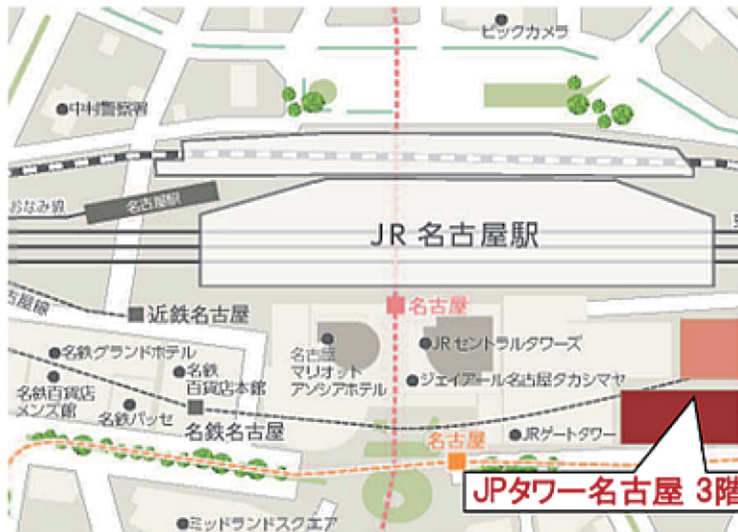 ビックカメラ
中村警察署
おなみ線
名古屋駅
JR 名古屋駅
古屋線
近鉄名古屋
名古屋
名鉄グランドホテル
名古屋
マリオット
アソシアホテル
JRセントラルタワーズ
名鉄
百貨店本館
名鉄百貨店
メンズ館
ジェイアール名古屋タカシマヤ
名鉄パッセ
名鉄名古屋
名古屋
JRゲートタワー
JPタワー名古屋 3階
ミッドランドスクエア